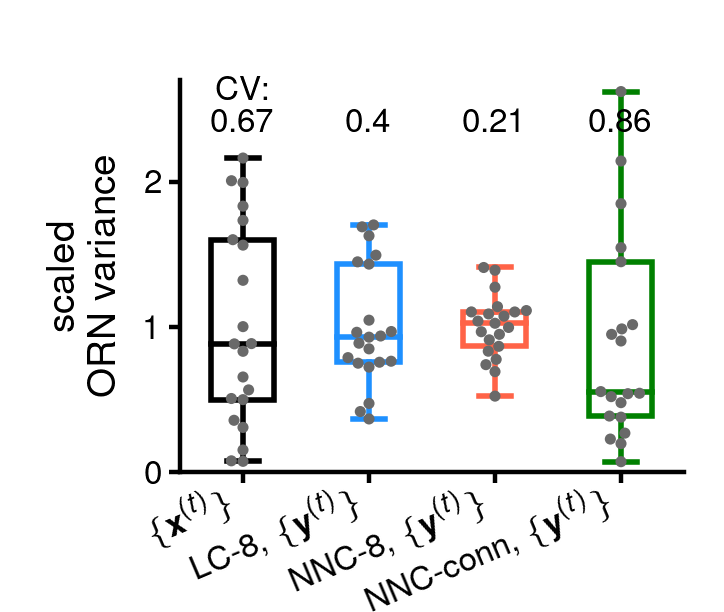 CV:
0.67 0.4 0.21 0.86
scaled
ORN variance
2
1
0
{x^(t)}
LC-8, {y^(t)}
NNC-8, {y^(t)}
NNC-conn, {y^(t)}